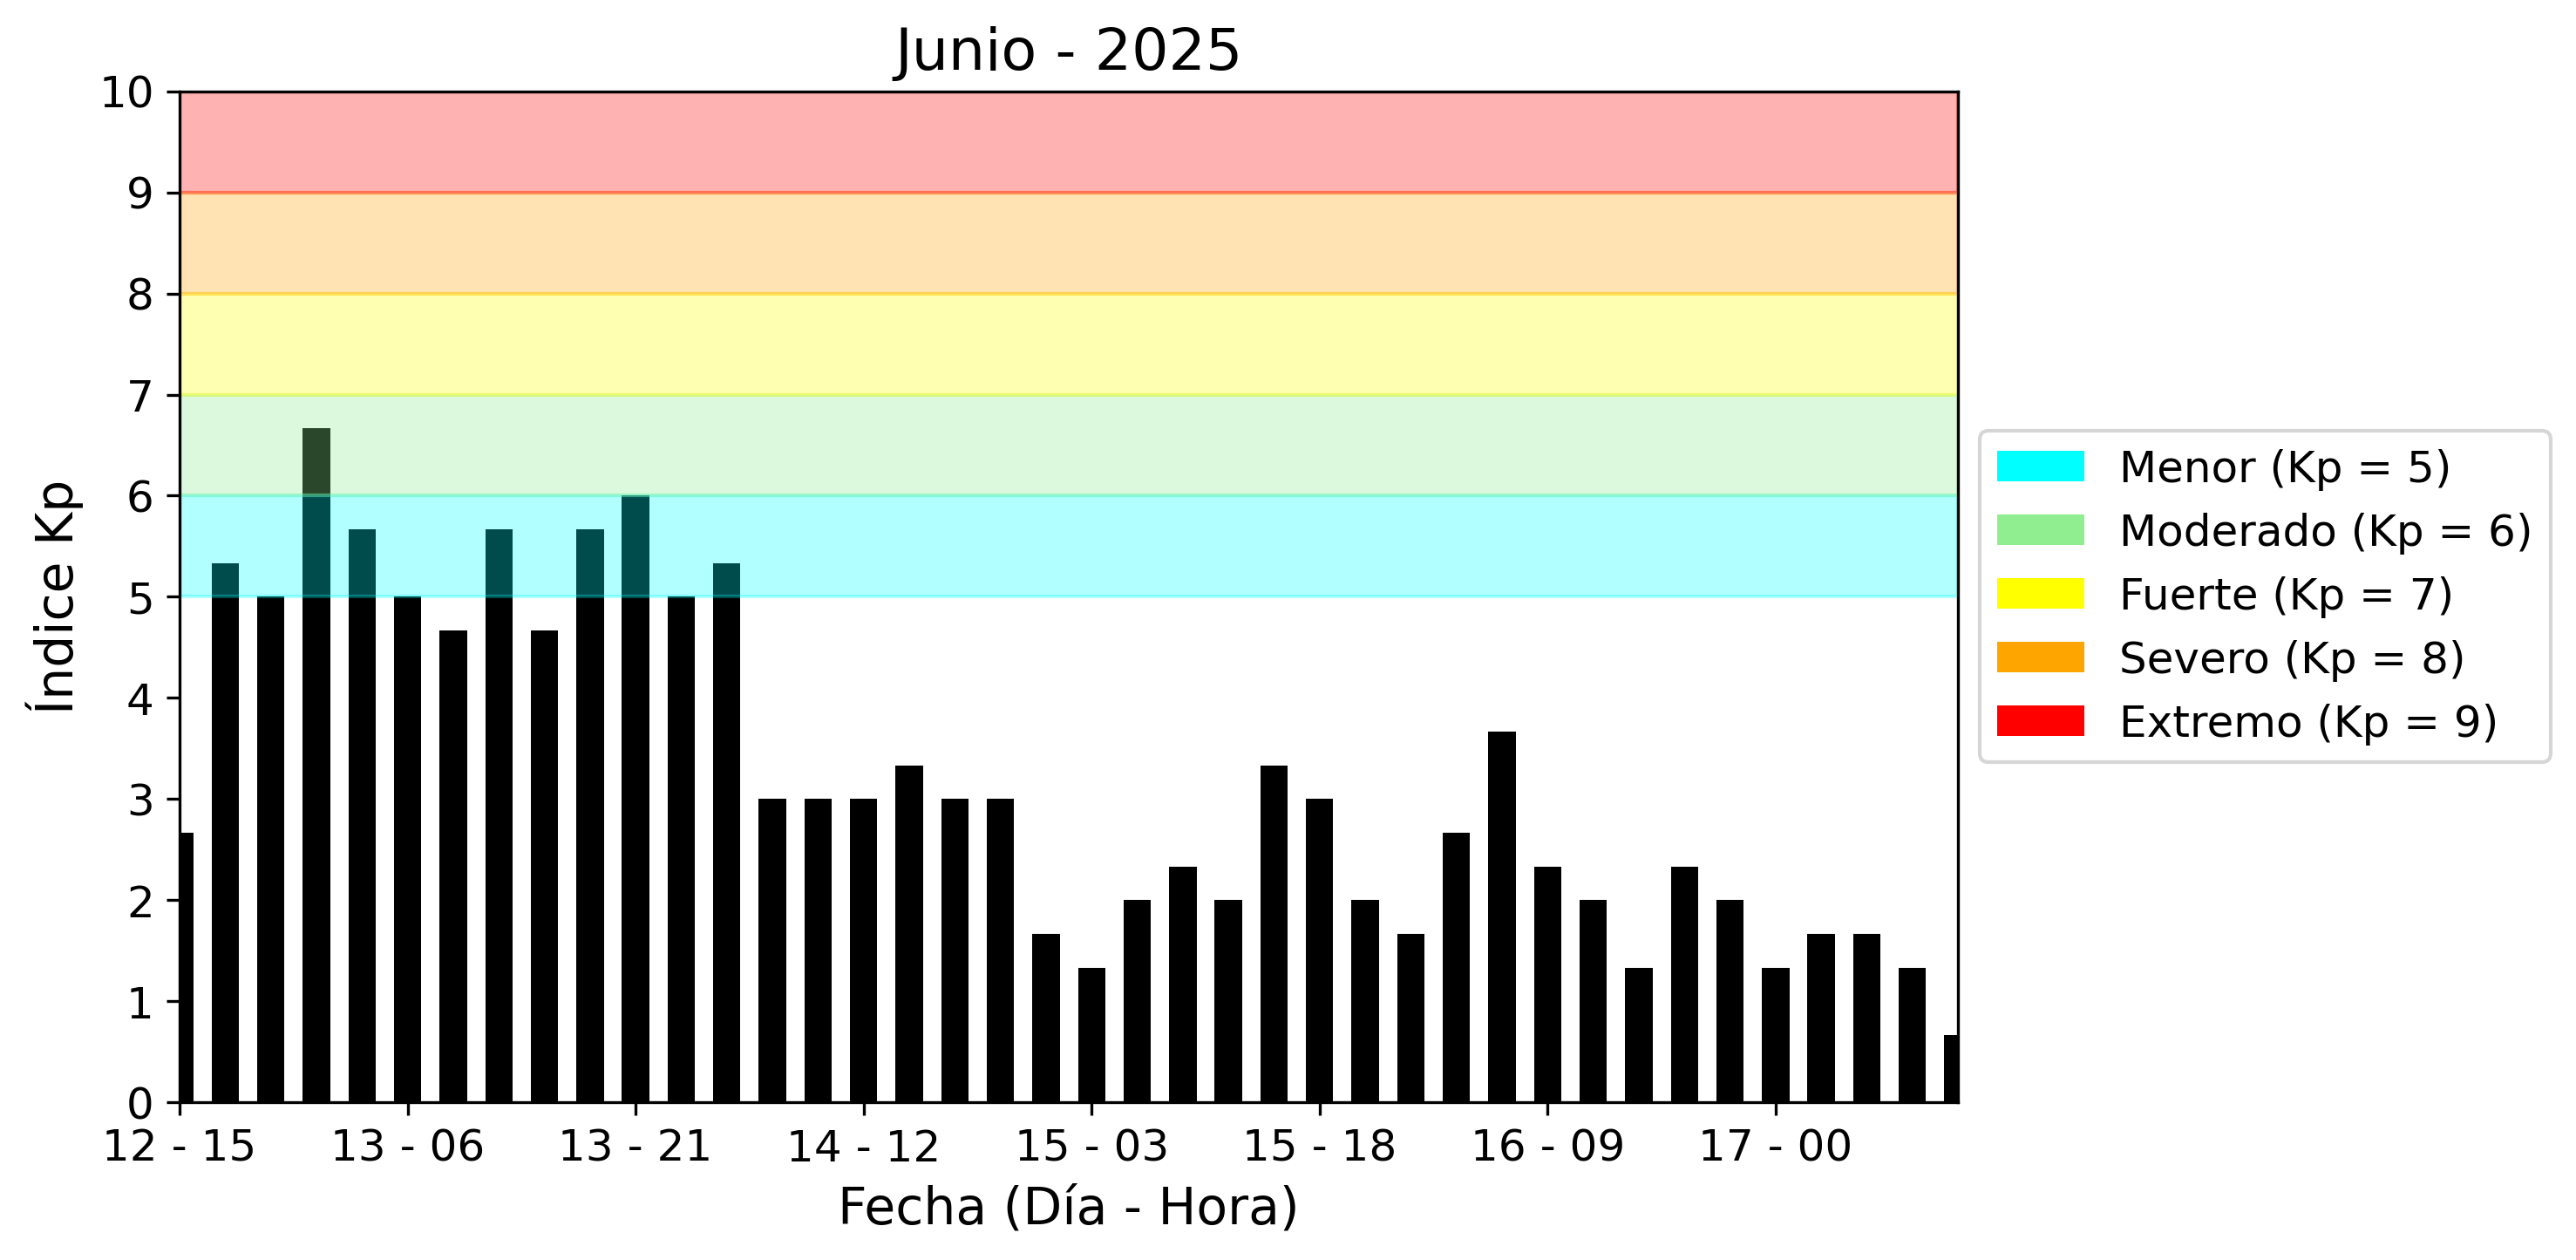 Junio - 2025
10
9
8
7
6
5
4
3
2
1
0
Índice Kp
12 - 15
13 - 06
13 - 21
14 - 12
15 - 03
15 - 18
16 - 09
17 - 00
Fecha (Día - Hora)
Menor (Kp = 5)
Moderado (Kp = 6)
Fuerte (Kp = 7)
Severo (Kp = 8)
Extremo (Kp = 9)